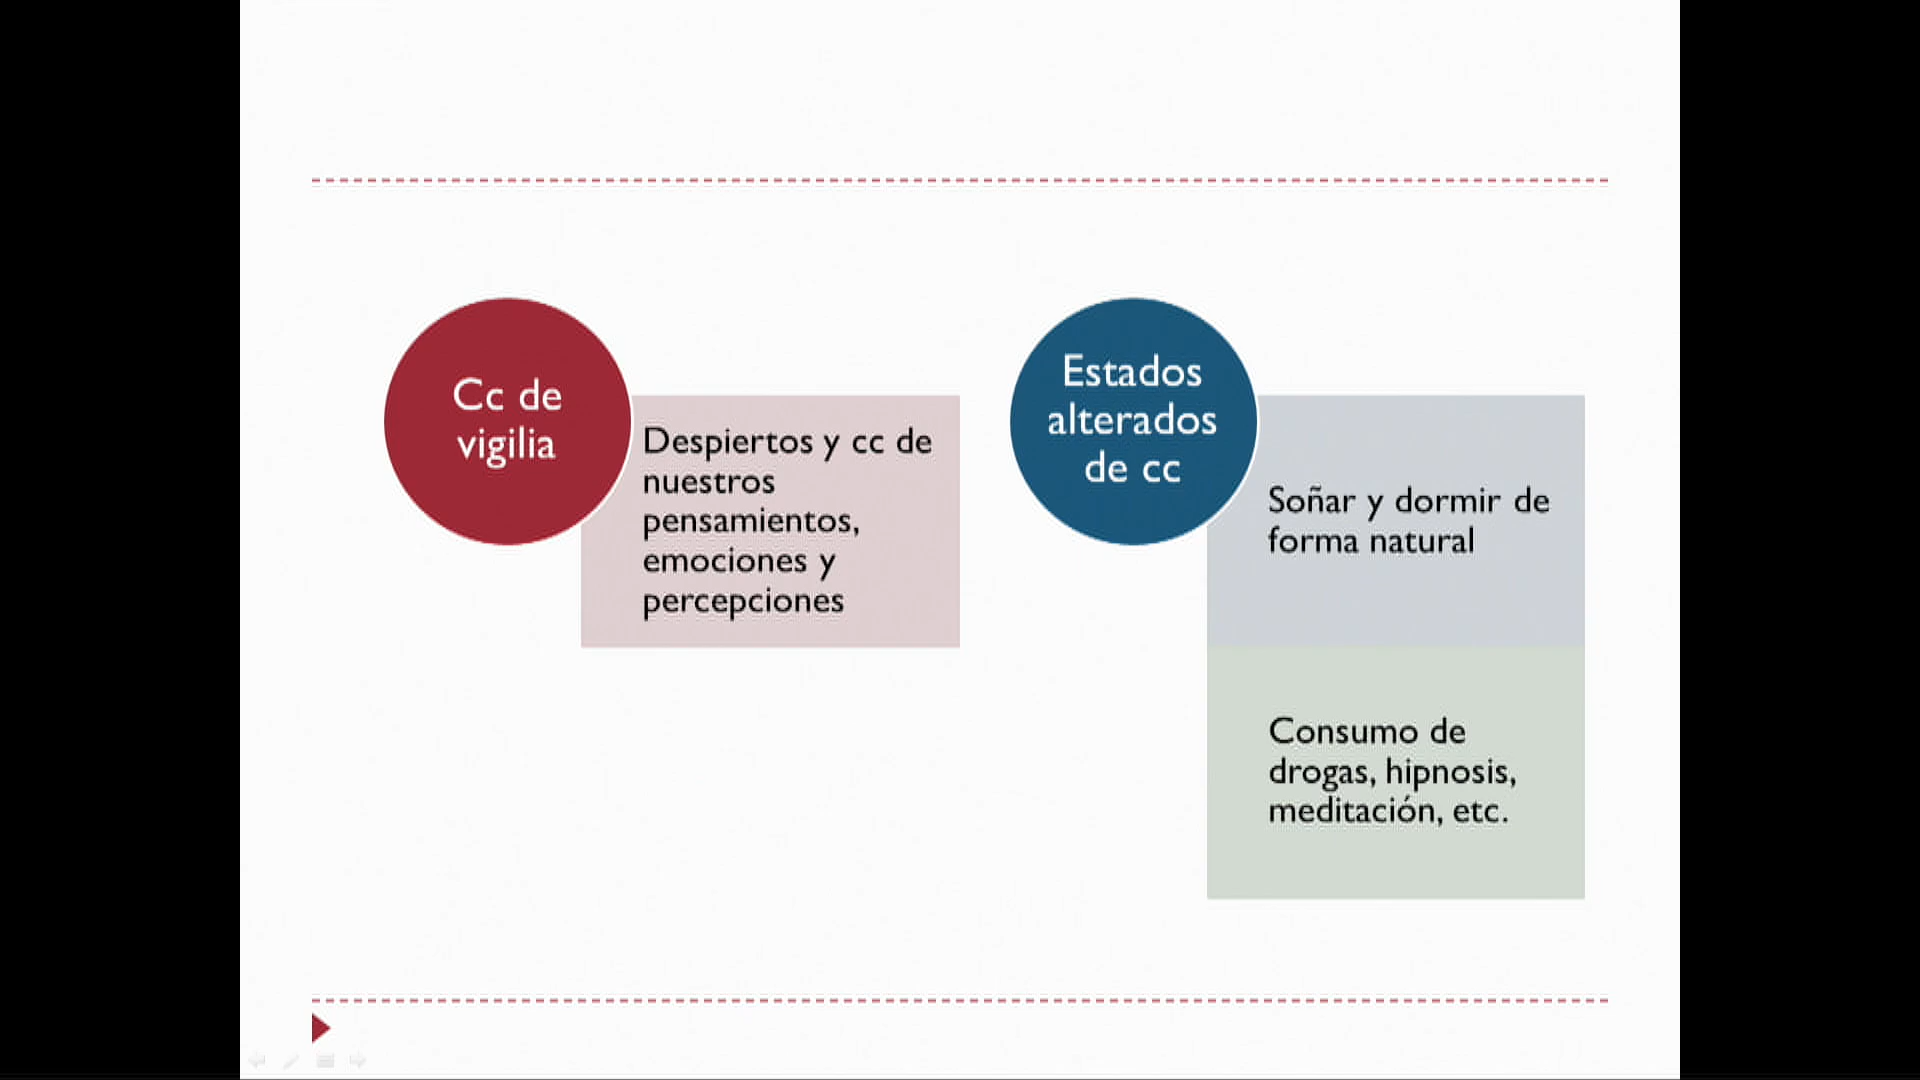 Cc de
vigilia
Despiertos y cc de
nuestros
pensamientos,
emociones y
percepciones
Estados
alterados
de cc
Soñar y dormir de
forma natural
Consumo de
drogas, hipnosis,
meditación, etc.